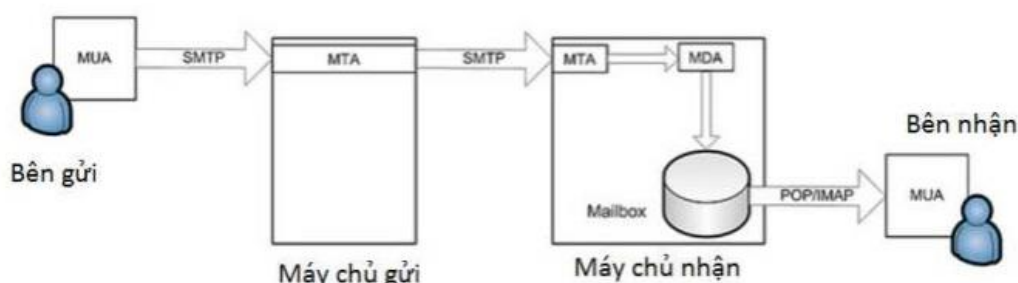 MUA
SMTP
MTA
SMTP
MTA
MDA
Bên gửi
Bên nhận
Mailbox
POP/IMAP
MUA
Máy chủ gửi
Máy chủ nhận